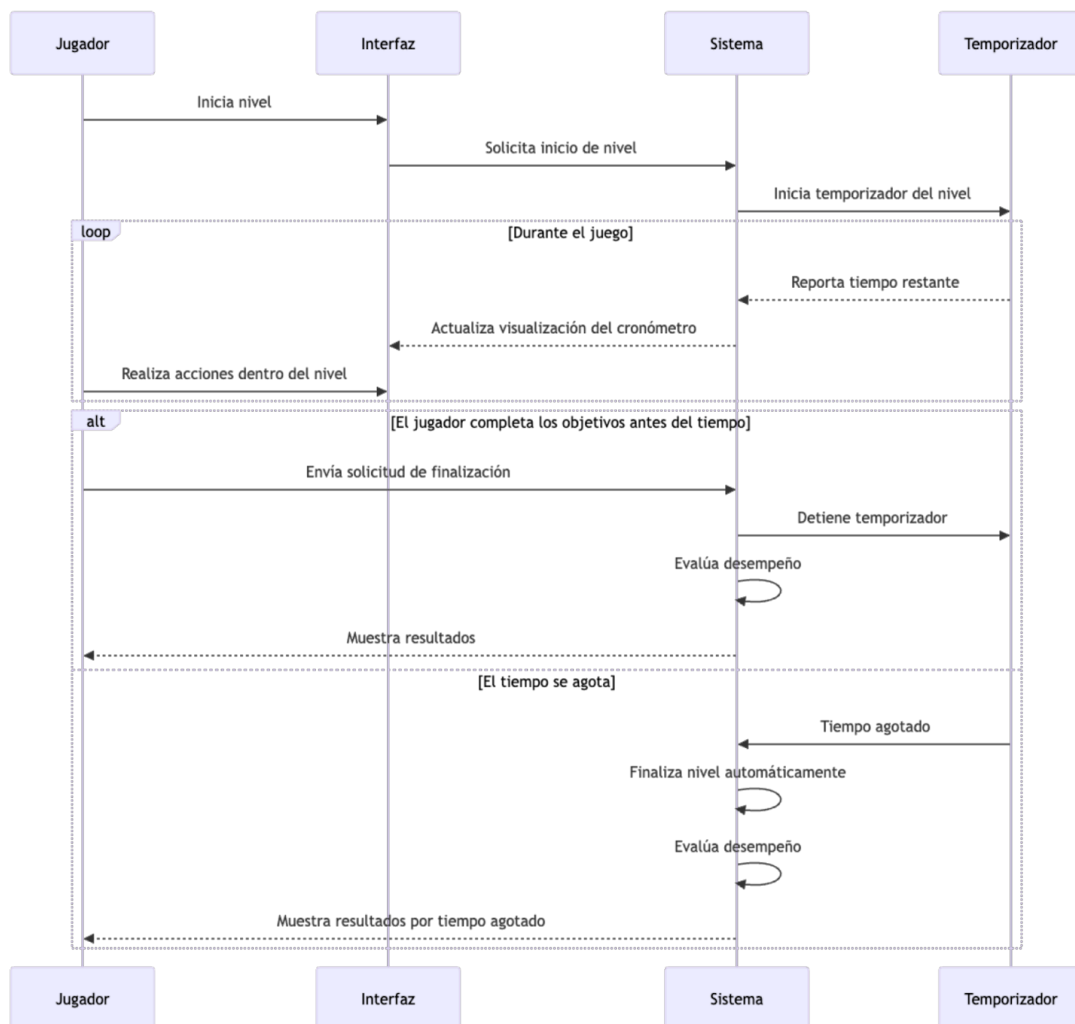 Jugador
Interfaz
Sistema
Temporizador
Inicia nivel
Solicita inicio de nivel
Inicia temporizador del nivel
loop
[Durante el juego]
Reporta tiempo restante
Actualiza visualización del cronómetro
Realiza acciones dentro del nivel
alt
[El jugador completa los objetivos antes del tiempo]
Envía solicitud de finalización
Detiene temporizador
Evalúa desempeño
Muestra resultados
[El tiempo se agota]
Tiempo agotado
Finaliza nivel automáticamente
Evalúa desempeño
Muestra resultados por tiempo agotado
Jugador
Interfaz
Sistema
Temporizador